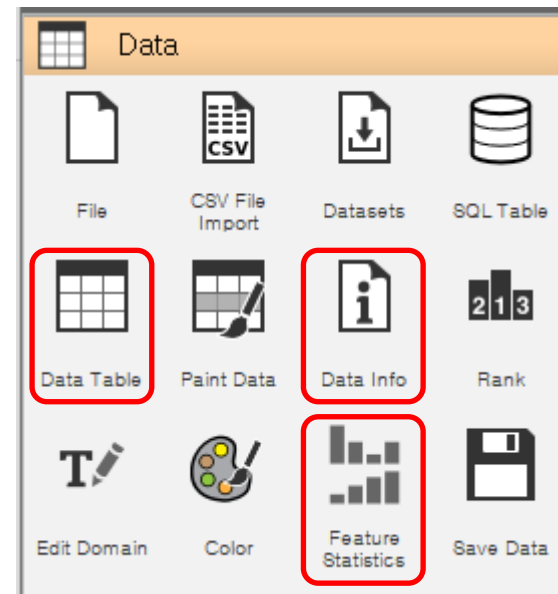 Data
CSV
File
CSV File
Import
Datasets
SQL Table
i
2 1 3
Data Table
Paint Data
Data Info
Rank
T
Edit Domain
Color
Feature
Statistics
Save Data